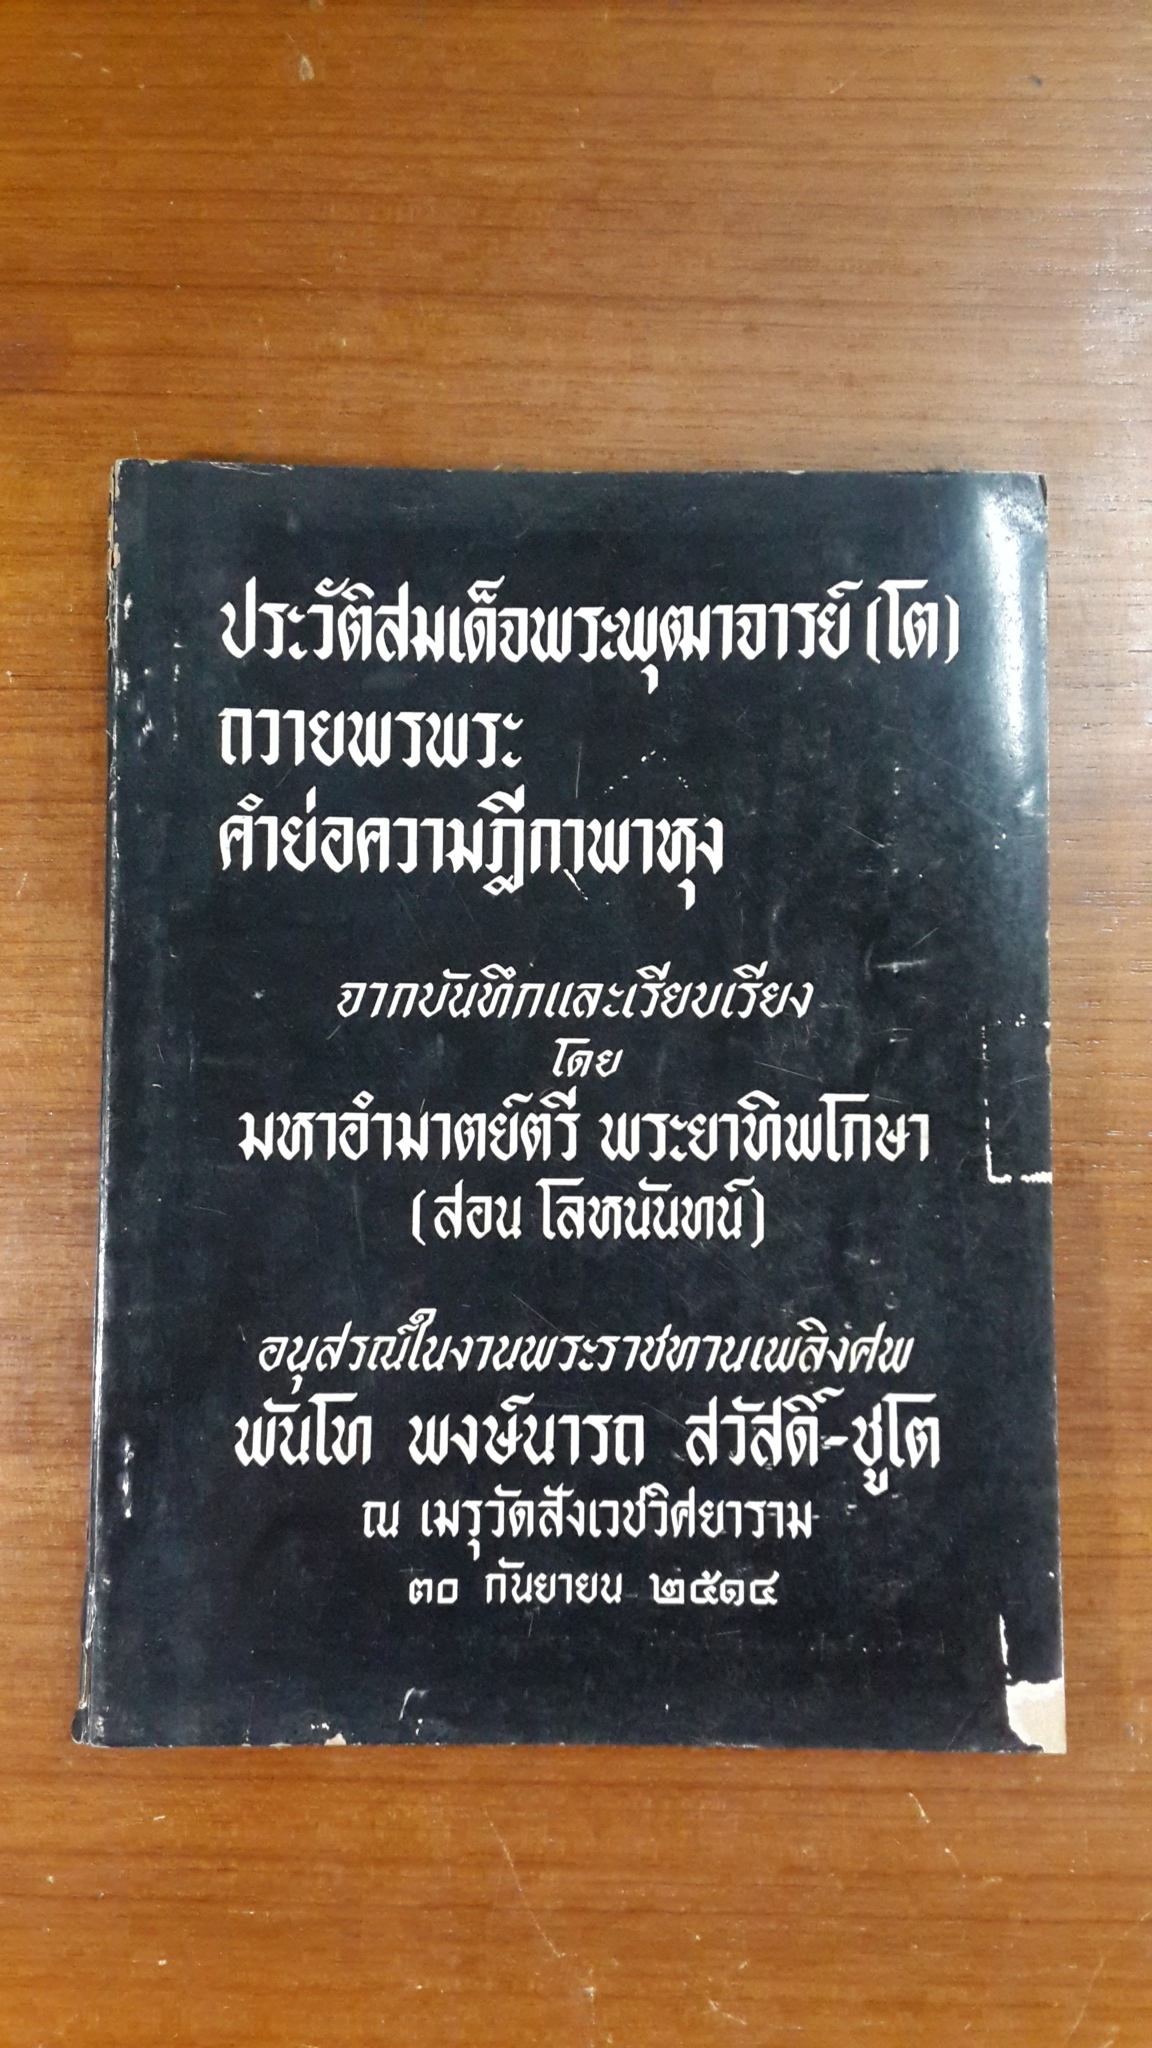 ประวัติสมเด็จพระพุฒาจารย์ (โต)
ถวายพรพระ
คำย่อความฎีกาพาหุง
จากบันทึกและเรียบเรียง
โดย
มหาอำมาตย์ตรี พระยาทิพโกษา
(สอน โลหนันทน์)
อนุสรณ์ในงานพระราชทานเพลิงศพ
พันโท พงษ์นารถ สวัสดิ์-ชูโต
ณ เมรุวัดสังเวชวิศยาราม
๓๐ กันยายน ๒๕๑๔